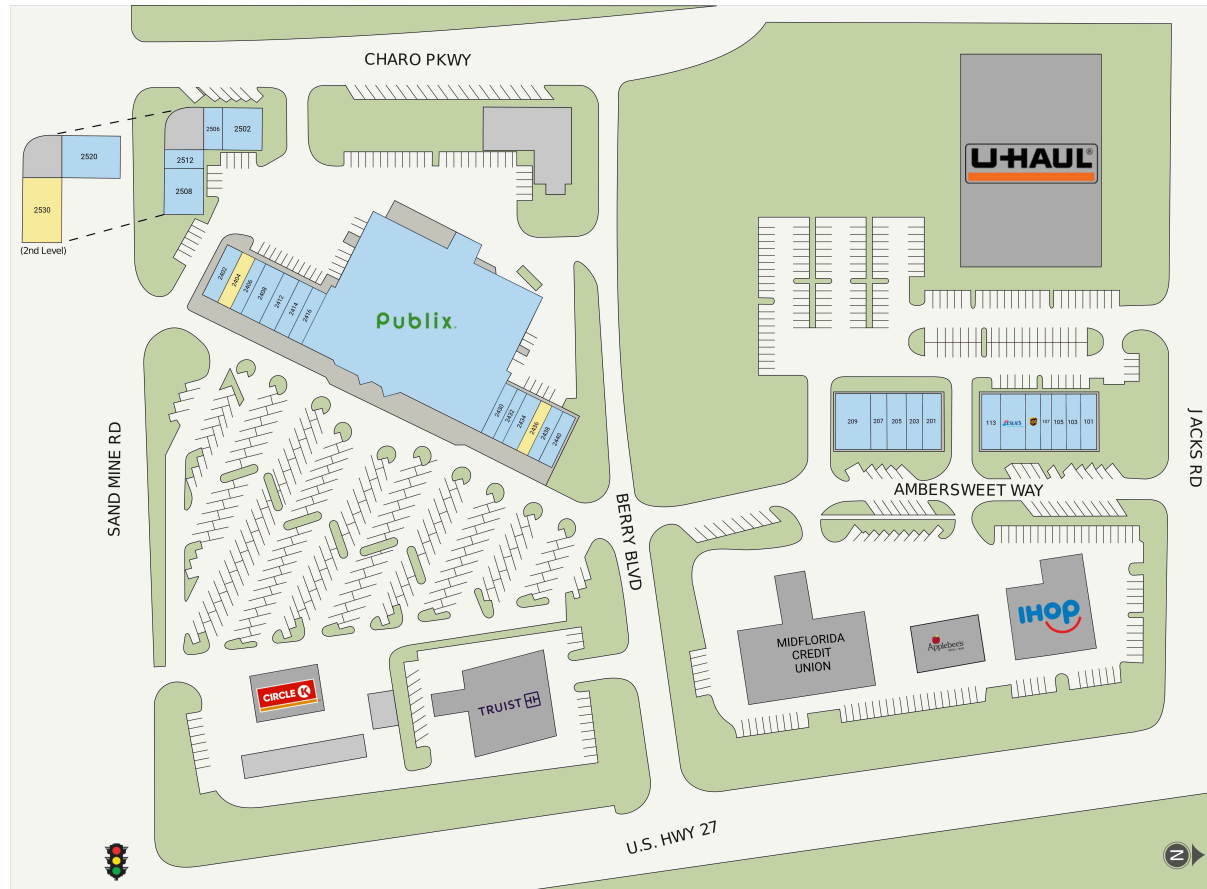 CHARO PKWY
2506
2502
2512
2508
2520
2530
(2nd Level)
U-HAUL®
2402
2404
2406
2408
2412
2414
2416
Publix.
2430
2432
2434
2436
2438
2440
209
207
205
203
201
113
107
105
103
101
SAND MINE RD
JACKS RD
AMBERSWEET WAY
BERRY BLVD
IHOP
MIDFLORIDA
CREDIT
UNION
Applebee's
CIRCLE K
TRUIST
U.S. HWY 27
N